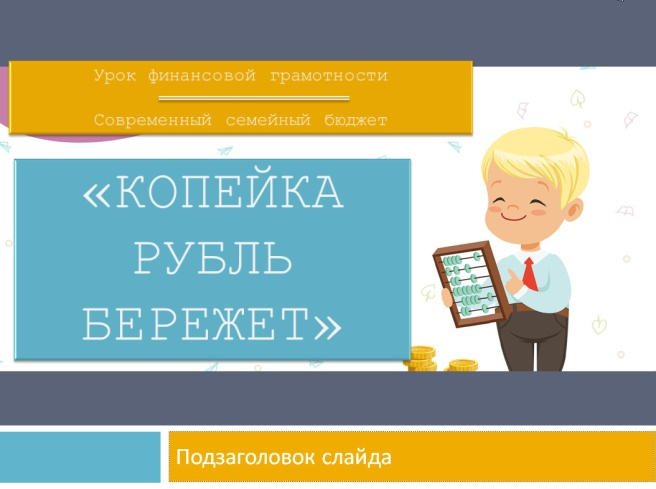 Урок финансовой грамотности
Современный семейный бюджет
«КОПЕЙКА
РУБЛЬ
БЕРЕЖЕТ»
Подзаголовок слайда